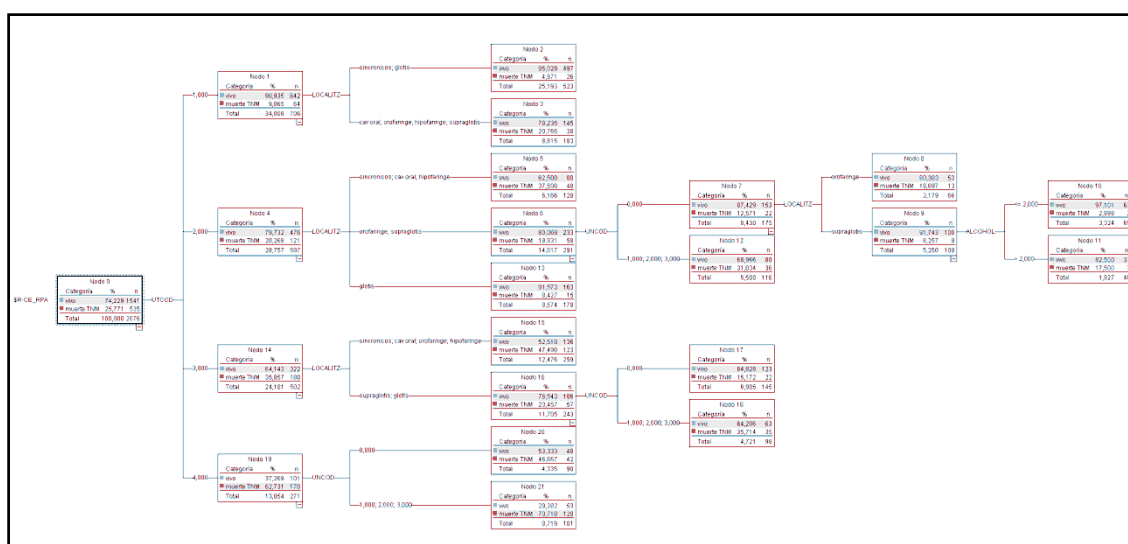 $R-CE_RPA
Nodo 0
Categoría % n
vivo 74,229 1541
muerte TNM 25,771 535
Total 100,000 2076
UTCOD
1,000
Nodo 1
Categoría % n
vivo 90,935 642
muerte TNM 9,065 64
Total 34,008 706
LOCALITZ
sincronicos; glotis
Nodo 2
Categoría % n
vivo 95,029 497
muerte TNM 4,971 26
Total 25,193 523
cav oral, orofaringe; hipofaringe; supraglotis
Nodo 3
Categoría % n
vivo 79,235 145
muerte TNM 20,765 38
Total 8,815 183
2,000
Nodo 4
Categoría % n
vivo 79,732 476
muerte TNM 20,268 121
Total 28,757 597
LOCALITZ
sincronicos; cav oral, hipofaringe
Nodo 5
Categoría % n
vivo 62,500 80
muerte TNM 37,500 48
Total 6,166 128
orofaringe, supraglotis
Nodo 6
Categoría % n
vivo 80,069 233
muerte TNM 19,931 58
Total 14,017 291
UNCOD
0,000
Nodo 7
Categoría % n
vivo 87,429 153
muerte TNM 12,571 22
Total 8,430 175
LOCALITZ
orofaringe
Nodo 8
Categoría % n
vivo 80,303 53
muerte TNM 19,697 13
Total 3,179 66
supraglotis
Nodo 9
Categoría % n
vivo 91,743 100
muerte TNM 8,257 9
Total 5,250 109
ALCOHOL
<= 2,000
Nodo 10
Categoría %
vivo 97,101
muerte TNM 2,899
Total 3,324
> 2,000
Nodo 11
Categoría %
vivo 82,500
muerte TNM 17,500
Total 1,927
1,000; 2,000; 3,000
Nodo 12
Categoría % n
vivo 68,966 80
muerte TNM 31,034 36
Total 5,588 116
glotis
Nodo 13
Categoría % n
vivo 91,573 163
muerte TNM 8,427 15
Total 8,574 178
3,000
Nodo 14
Categoría % n
vivo 64,143 322
muerte TNM 35,857 180
Total 24,181 502
LOCALITZ
sincronicos, cav oral, orofaringe, hipofaringe
Nodo 15
Categoría % n
vivo 52,510 136
muerte TNM 47,490 123
Total 12,476 259
supraglotis; glotis
Nodo 16
Categoría % n
vivo 76,543 186
muerte TNM 23,457 57
Total 11,705 243
UNCOD
0,000
Nodo 17
Categoría % n
vivo 84,828 123
muerte TNM 15,172 22
Total 6,985 145
1,000; 2,000; 3,000
Nodo 18
Categoría % n
vivo 64,286 63
muerte TNM 35,714 35
Total 4,721 98
4,000
Nodo 19
Categoría % n
vivo 37,269 101
muerte TNM 62,731 170
Total 13,054 271
UNCOD
0,000
Nodo 20
Categoría % n
vivo 53,333 48
muerte TNM 46,667 42
Total 4,335 90
1,000; 2,000; 3,000
Nodo 21
Categoría % n
vivo 29,282 53
muerte TNM 70,718 128
Total 8,719 181